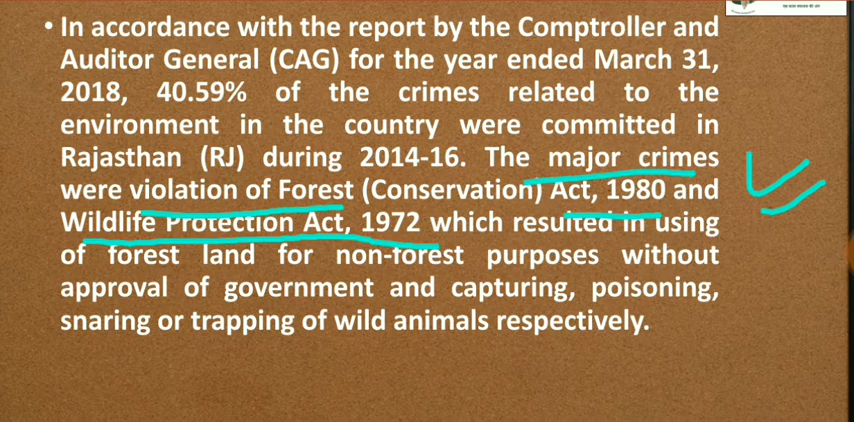 • In accordance with the report by the Comptroller and
Auditor General (CAG) for the year ended March 31,
2018, 40.59% of the crimes related to the
environment in the country were committed in
Rajasthan (RJ) during 2014-16. The major crimes
were violation of Forest (Conservation) Act, 1980 and
Wildlife Protection Act, 1972 which resulted in using
of forest land for non-forest purposes without
approval of government and capturing, poisoning,
snaring or trapping of wild animals respectively.